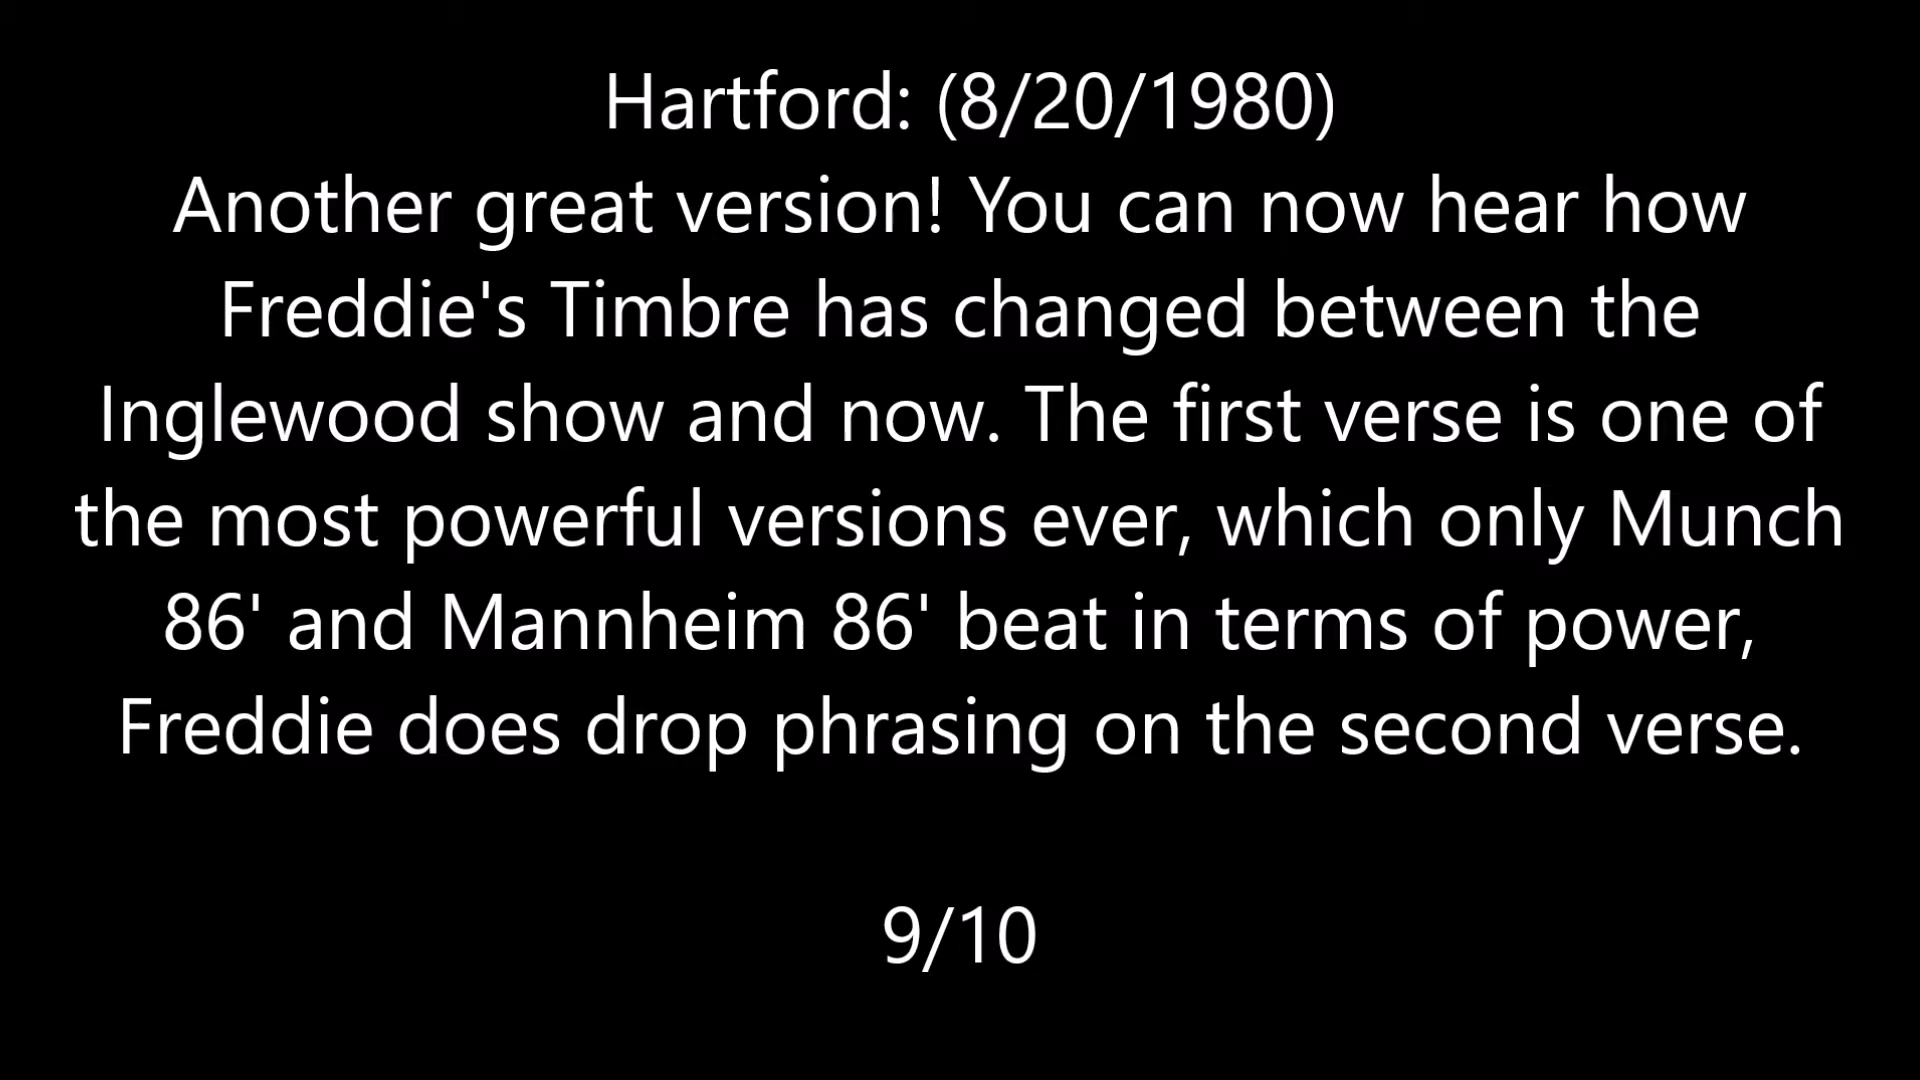 Hartford: (8/20/1980)
Another great version! You can now hear how
Freddie's Timbre has changed between the
Inglewood show and now. The first verse is one of
the most powerful versions ever, which only Munch
86' and Mannheim 86' beat in terms of power,
Freddie does drop phrasing on the second verse.
9/10